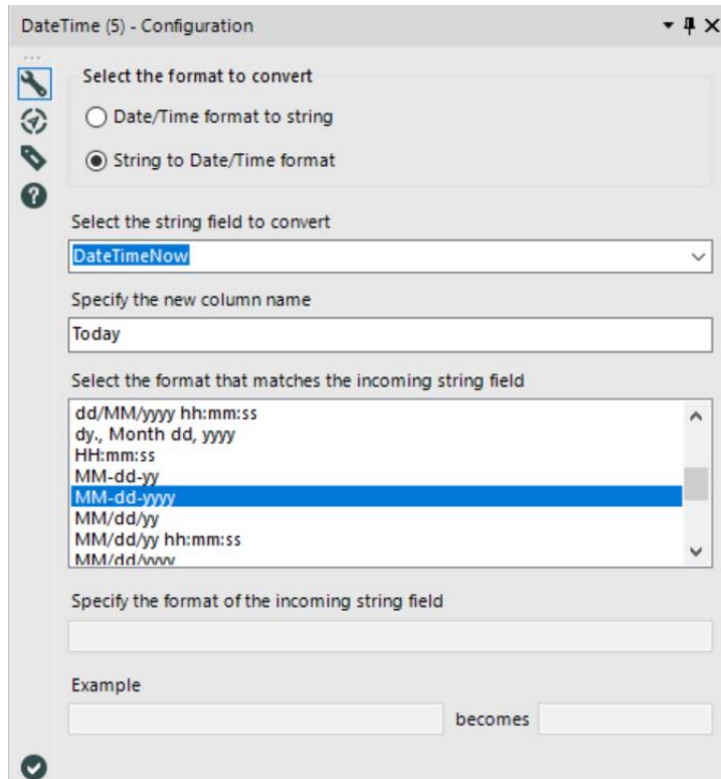 DateTime (5) - Configuration
Select the format to convert
Date/Time format to string
String to Date/Time format
Select the string field to convert
DateTimeNow
Specify the new column name
Today
Select the format that matches the incoming string field
dd/MM/yyyy hh:mm:ss
dy., Month dd, yyyy
HH:mm:ss
MM-dd-yy
MM-dd-yyyy
MM/dd/yy
MM/dd/yy hh:mm:ss
MM/dd/yyyy
Specify the format of the incoming string field
Example
becomes